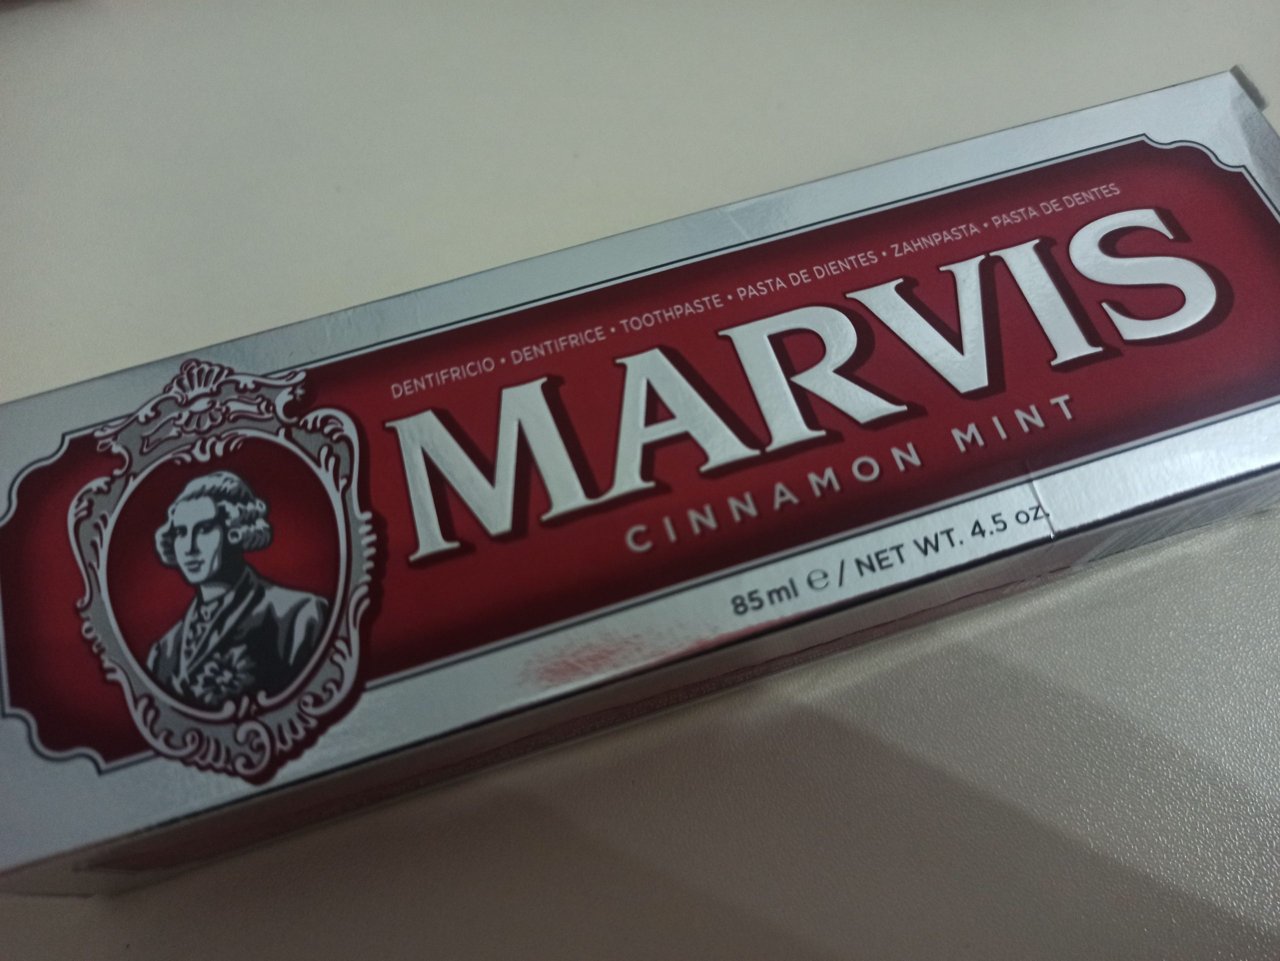 DENTIFRICIO • DENTIFRICE • TOOTHPASTE • PASTA DE DIENTES • ZAHNPASTA • PASTA DE DENTES
MARVIS
CINNAMON MINT
85ml ℮ / NET WT. 4.5 oz.